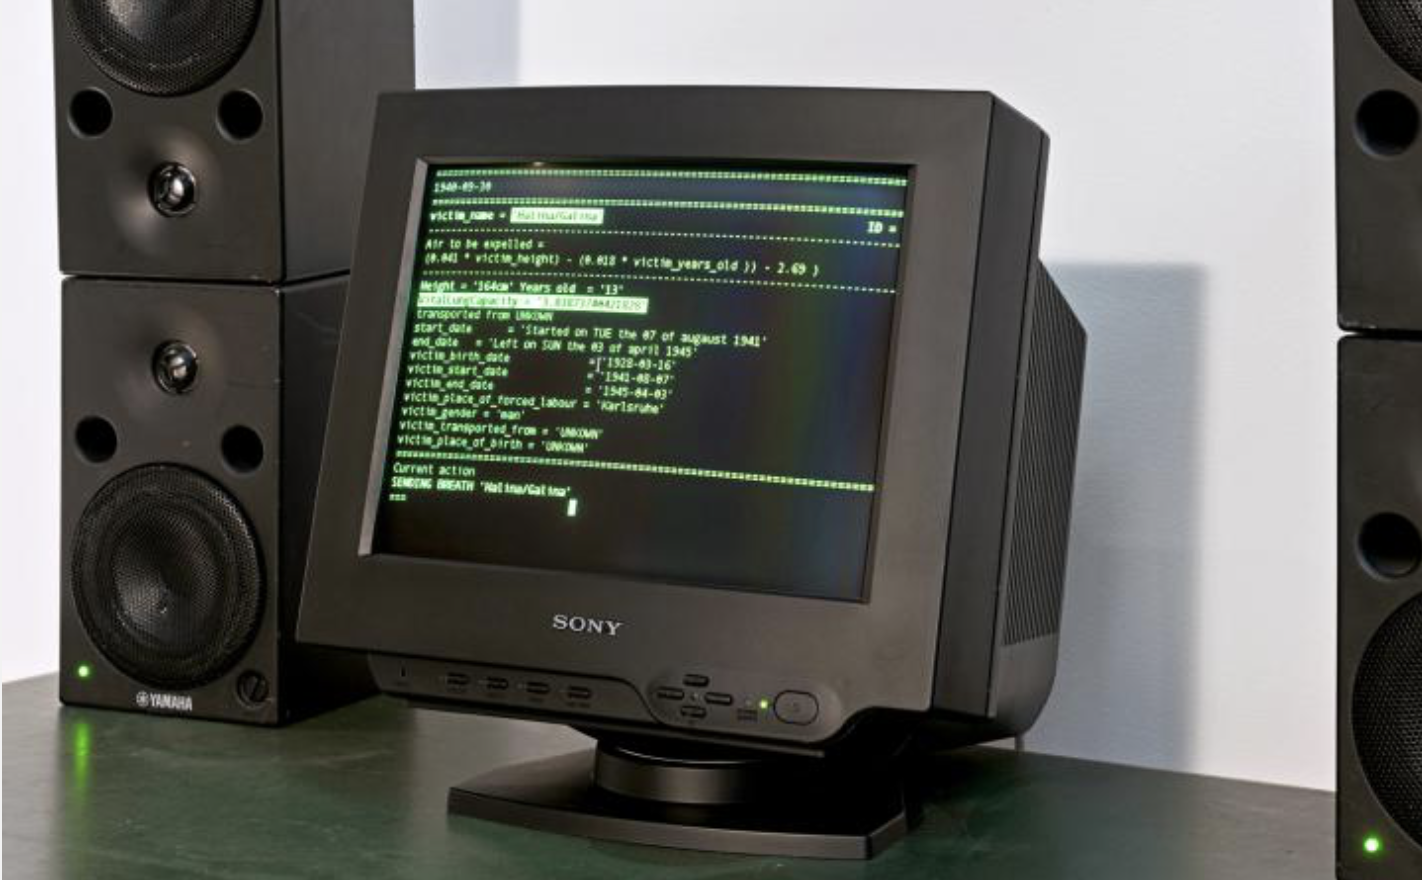 1940-09-30
victim_name = 'Halina/Galina'
ID =
Air to be expelled =
(0.041 * victim_height) - (0.018 * victim_years_old )) - 2.69 )
Height = '164cm' Years old = '13'
VitalLungCapacity =
transported from UNKOWN
start_date = 'Started on TUE the 07 of augaust 1941'
end_date = 'Left on SUN the 03 of april 1945'
victim_birth_date =['1928-03-16'
victim_start_date = '1941-08-07'
victim_end_date = '1945-04-03'
victim_place_of_forced_labour = 'Karlsruhe'
victim_gender = 'man'
victim_transported_from = 'UNKOWN'
victim_place_of_birth = 'UNKOWN'
Current action
SENDING BREATH 'Halina/Galina'
===
SONY
YAMAHA